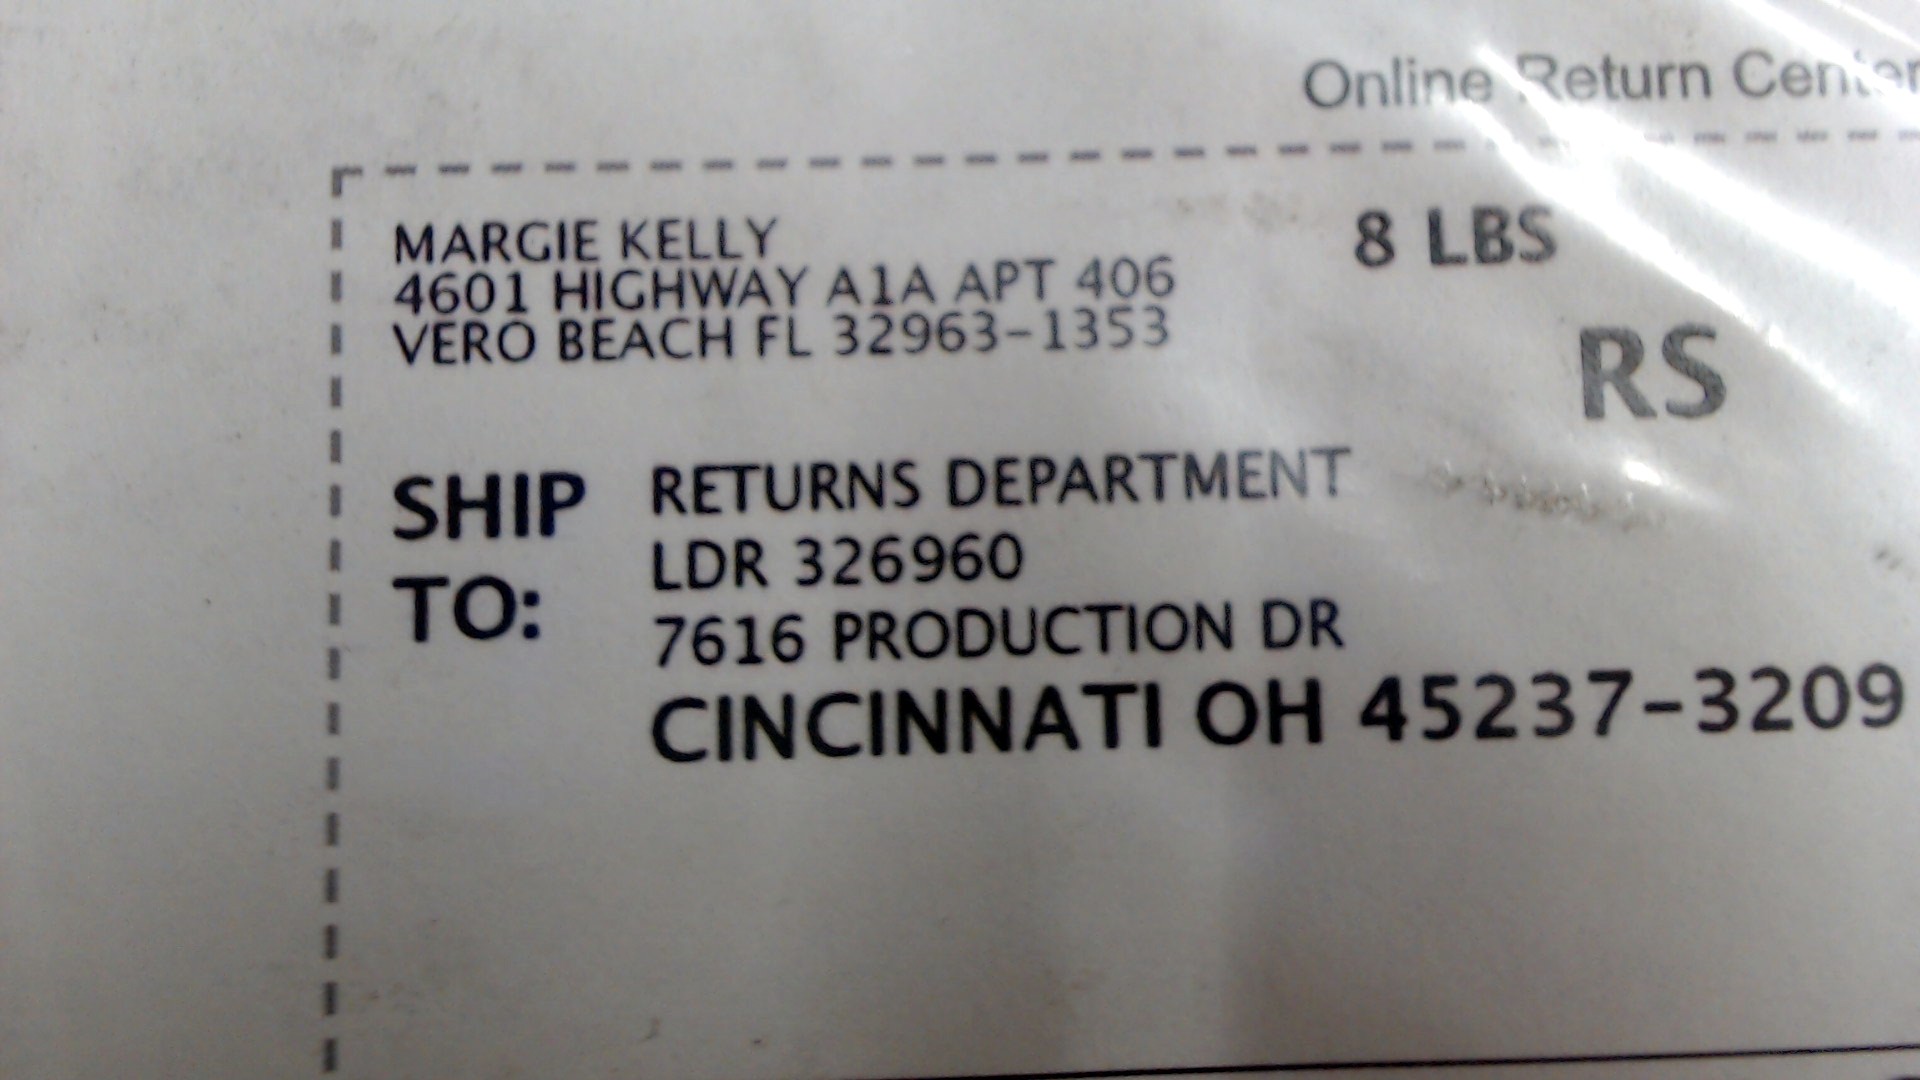 Online Return Center
MARGIE KELLY
4601 HIGHWAY A1A APT 406
VERO BEACH FL 32963-1353
8 LBS
RS
SHIP TO:
RETURNS DEPARTMENT
LDR 326960
7616 PRODUCTION DR
CINCINNATI OH 45237-3209